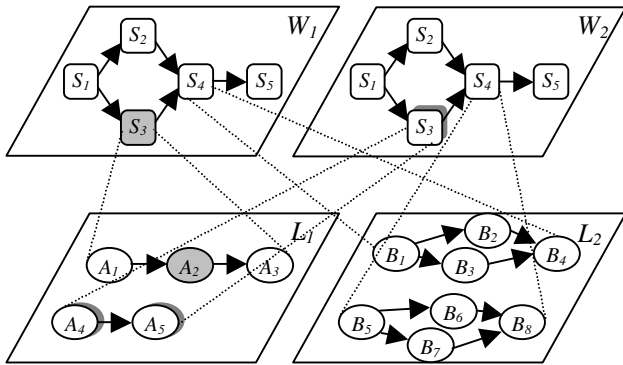 W1 W2
S2 S2
S1 S4 S5 S1 S4 S5
S3 S3
L1 L2
B2
A1 A2 A3 B1 B3 B4
A4 A5 B5 B6 B8
B7